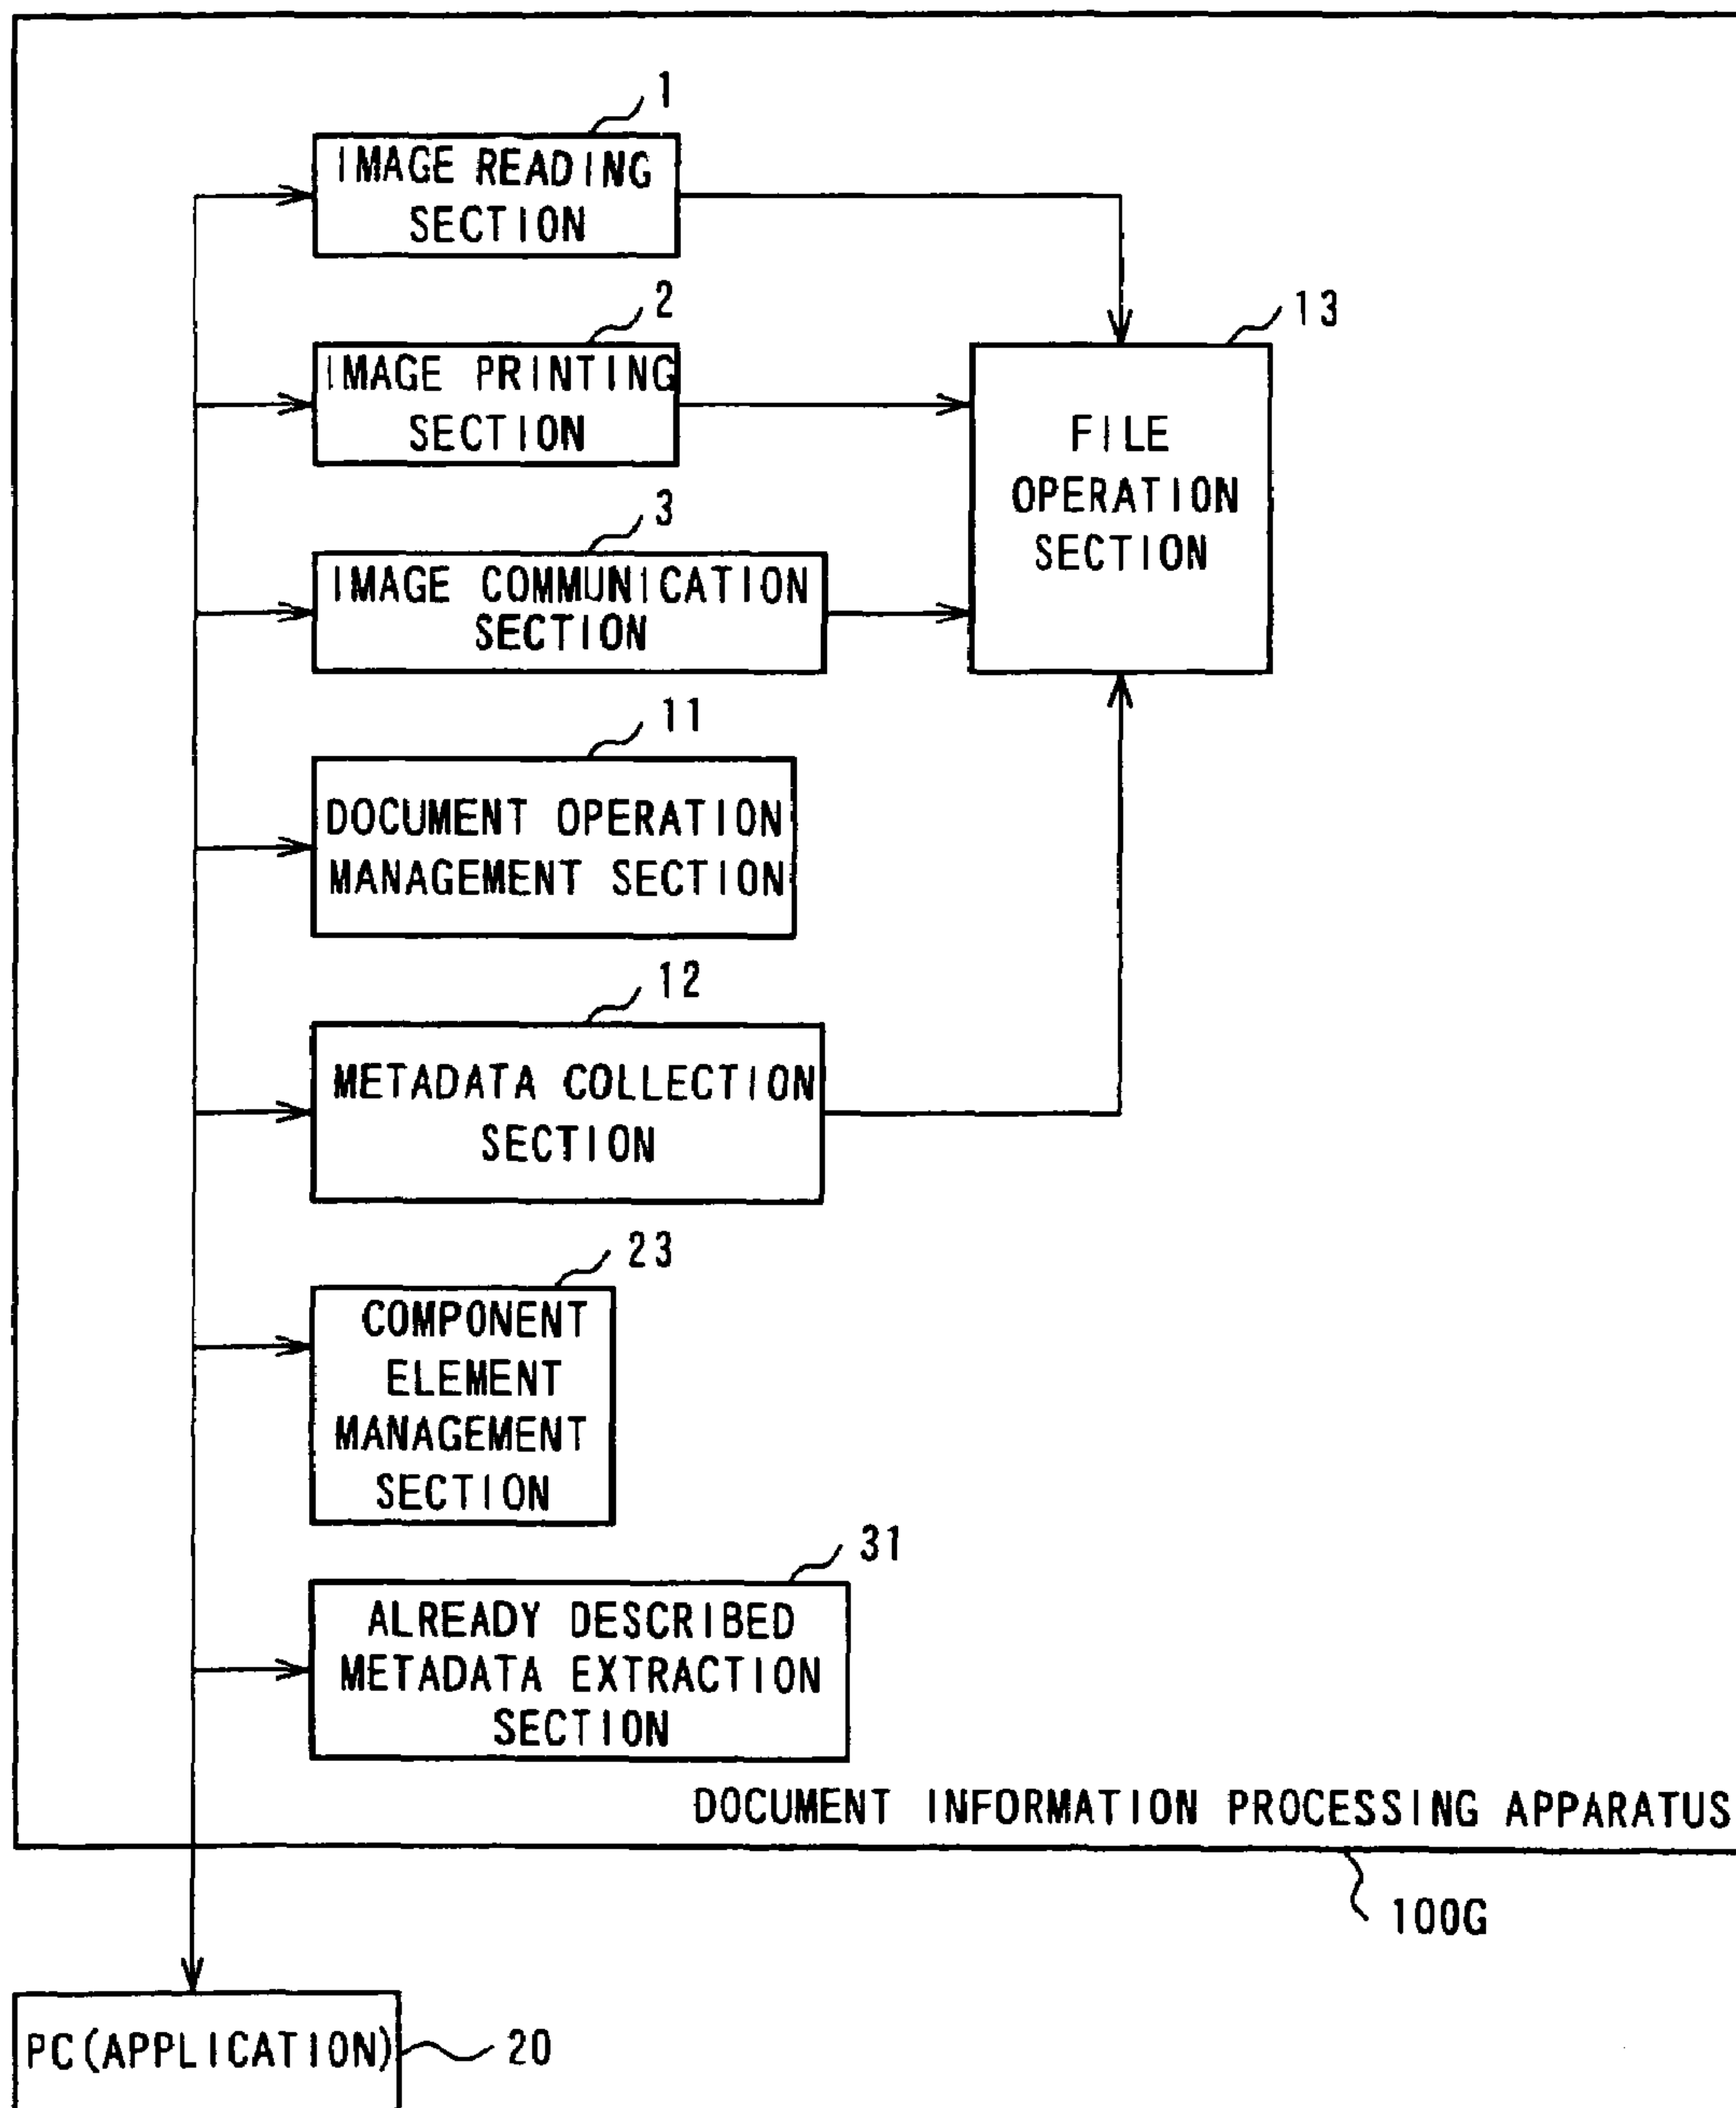 1
IMAGE READING
SECTION
2
IMAGE PRINTING
SECTION
13
FILE
OPERATION
SECTION
3
IMAGE COMMUNICATION
SECTION
11
DOCUMENT OPERATION
MANAGEMENT SECTION
12
METADATA COLLECTION
SECTION
23
COMPONENT
ELEMENT
MANAGEMENT
SECTION
31
ALREADY DESCRIBED
METADATA EXTRACTION
SECTION
DOCUMENT INFORMATION PROCESSING APPARATUS
100G
PC(APPLICATION)
20